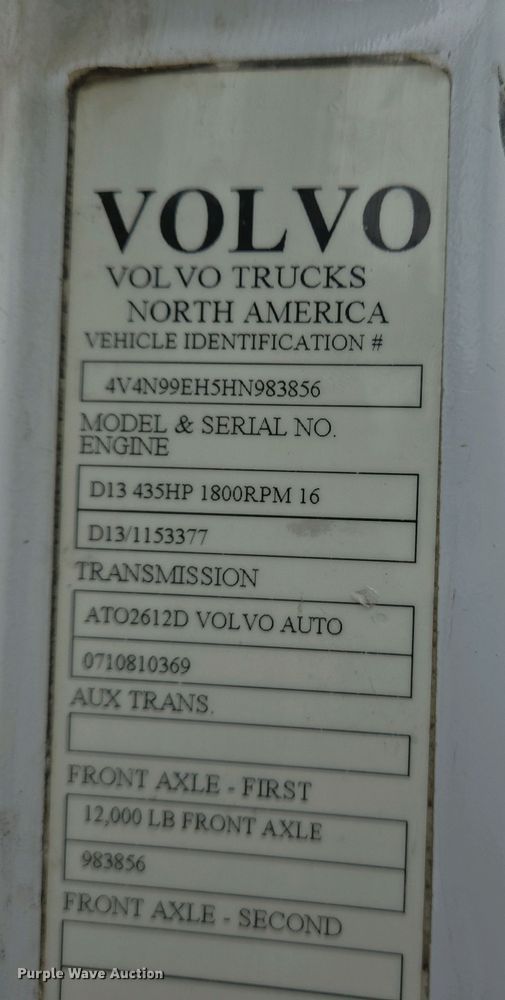 VOLVO
VOLVO TRUCKS
NORTH AMERICA
VEHICLE IDENTIFICATION #
4V4N99EH5HN983856
MODEL & SERIAL NO.
ENGINE
D13 435HP 1800RPM 16
D13/1153377
TRANSMISSION
ATO2612D VOLVO AUTO
0710810369
AUX TRANS.
FRONT AXLE - FIRST
12,000 LB FRONT AXLE
983856
FRONT AXLE - SECOND
Purple Wave Auction